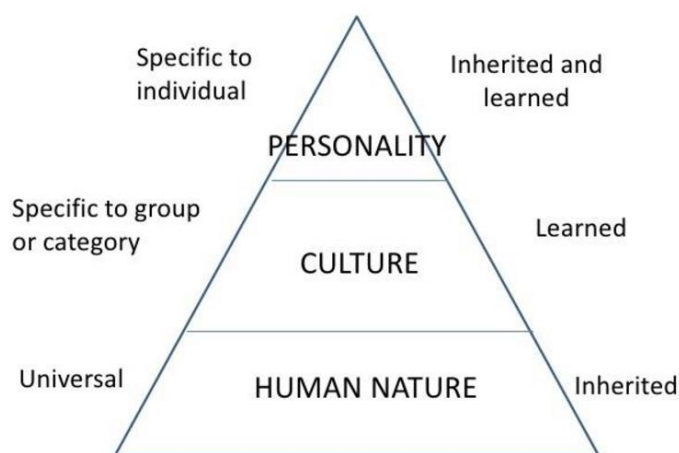 Specific to
individual
Inherited and
learned
PERSONALITY
Specific to group
or category
Learned
CULTURE
Universal
HUMAN NATURE
Inherited